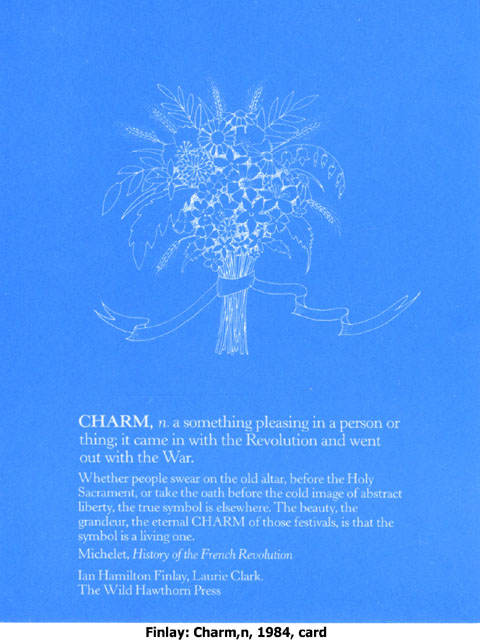 CHARM, n. a something pleasing in a person or
thing; it came in with the Revolution and went
out with the War.
Whether people swear on the old altar, before the Holy
Sacrament, or take the oath before the cold image of abstract
liberty, the true symbol is elsewhere. The beauty, the
grandeur, the eternal CHARM of those festivals, is that the
symbol is a living one.
Michelet, History of the French Revolution
Ian Hamilton Finlay, Laurie Clark.
The Wild Hawthorn Press
Finlay: Charm,n, 1984, card